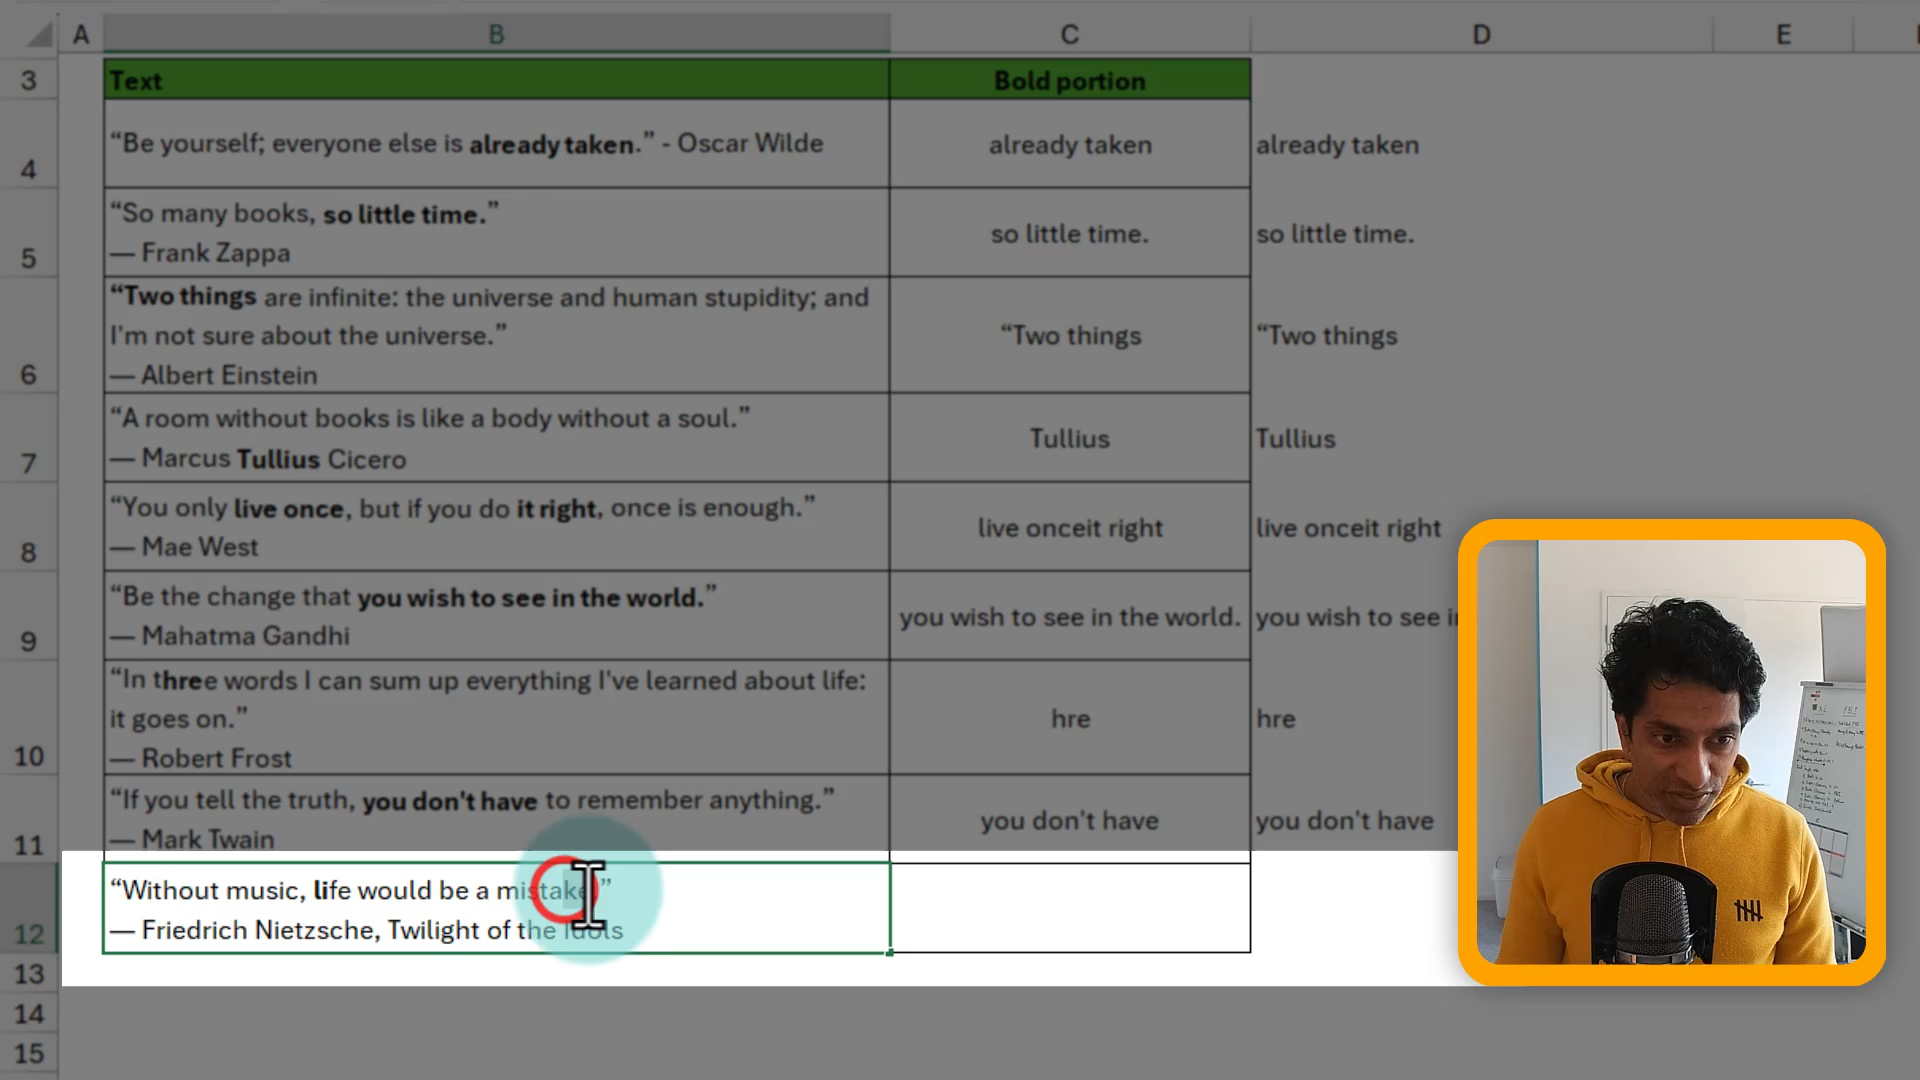 A B C D E
3 Text Bold portion
4 “Be yourself; everyone else is already taken.” - Oscar Wilde already taken already taken
5 “So many books, so little time.”
— Frank Zappa so little time. so little time.
6 “Two things are infinite: the universe and human stupidity; and
I'm not sure about the universe.”
— Albert Einstein “Two things “Two things
7 “A room without books is like a body without a soul.”
— Marcus Tullius Cicero Tullius Tullius
8 “You only live once, but if you do it right, once is enough.”
— Mae West live onceit right live onceit right
9 “Be the change that you wish to see in the world.”
— Mahatma Gandhi you wish to see in the world. you wish to see
10 “In three words I can sum up everything I've learned about life:
it goes on.”
— Robert Frost hre hre
11 “If you tell the truth, you don't have to remember anything.”
— Mark Twain you don't have you don't have
12 “Without music, life would be a mistake”
— Friedrich Nietzsche, Twilight of the Idols
13
14
15